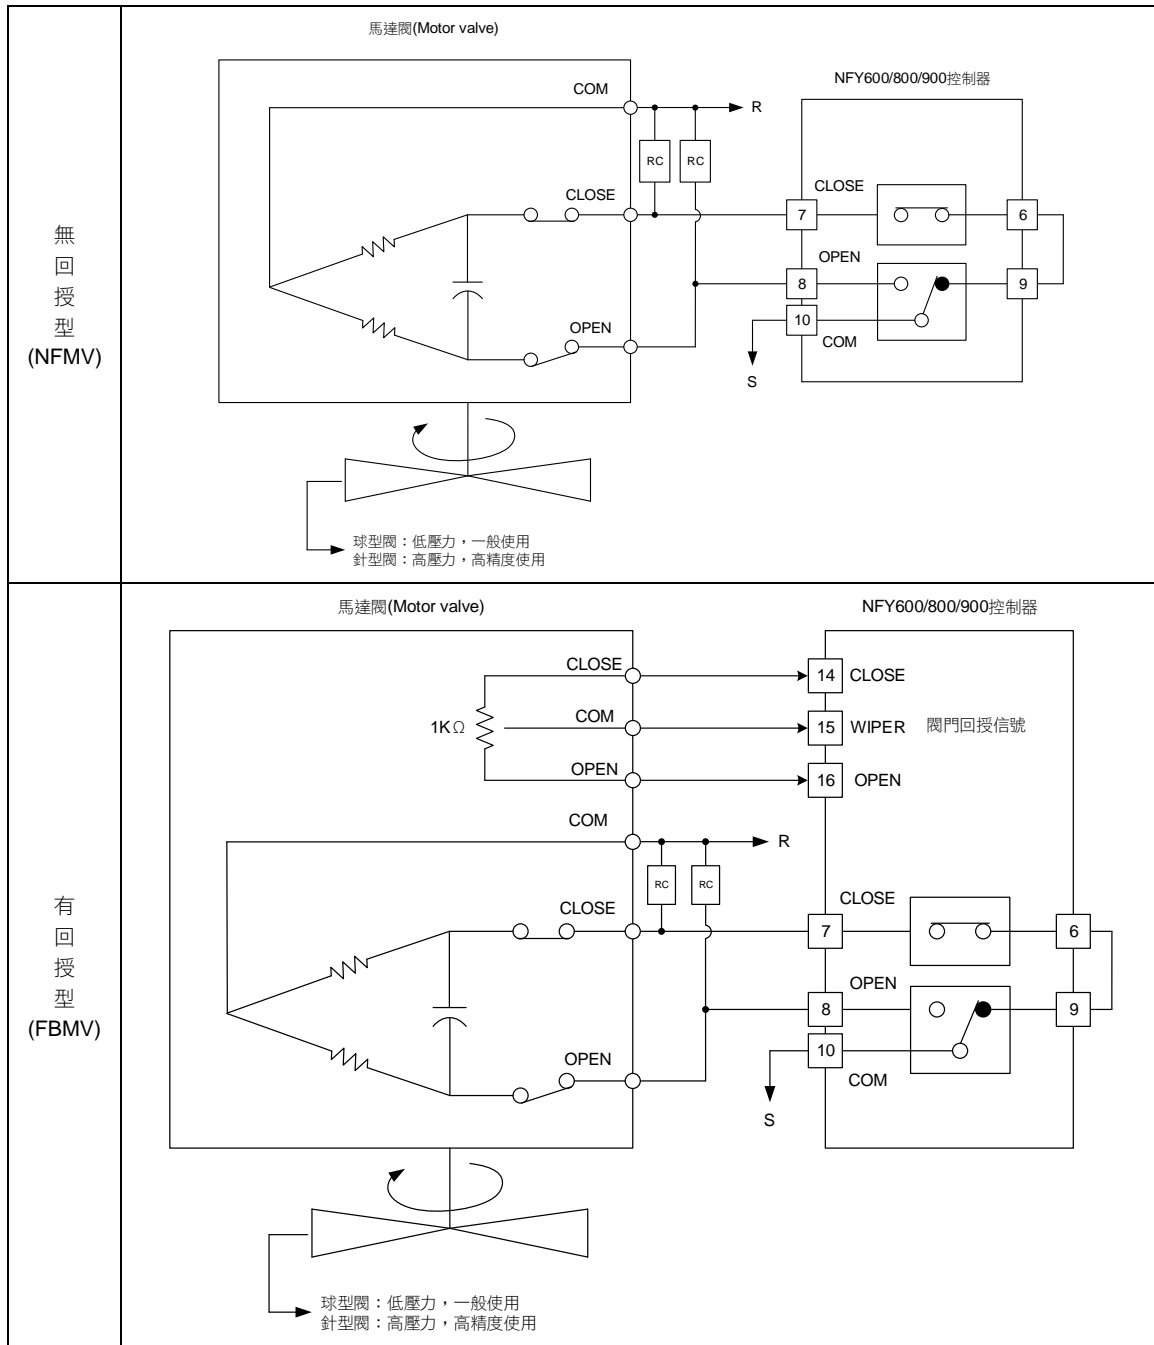 無
回
授
型
(NFMV)
馬達閥(Motor valve)
NFY600/800/900控制器
COM
R
RC
RC
CLOSE
CLOSE
7
6
OPEN
8
9
OPEN
10
COM
S
球型閥：低壓力，一般使用
針型閥：高壓力，高精度使用
有
回
授
型
(FBMV)
馬達閥(Motor valve)
NFY600/800/900控制器
CLOSE
14
CLOSE
1KΩ
COM
15
WIPER
閥門回授信號
OPEN
16
OPEN
COM
R
RC
RC
CLOSE
CLOSE
7
6
OPEN
8
9
OPEN
10
COM
S
球型閥：低壓力，一般使用
針型閥：高壓力，高精度使用